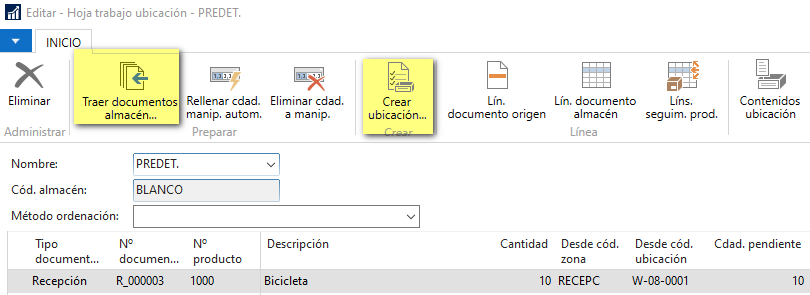 Editar - Hoja trabajo ubicación - PREDET.
INICIO
Eliminar
Traer documentos almacén...
Rellenar cdad. manip. autom.
Eliminar cdad. a manip.
Crear ubicación...
Lín. documento origen
Lín. documento almacén
Líns. seguim. prod.
Contenidos ubicación
Administrar
Preparar
Crear
Línea
Nombre: PREDET.
Cód. almacén: BLANCO
Método ordenación:
Tipo document... Nº documen... Nº producto Descripción Cantidad Desde cód. zona Desde cód. ubicación Cdad. pendiente
Recepción R_000003 1000 Bicicleta 10 RECEPC W-08-0001 10